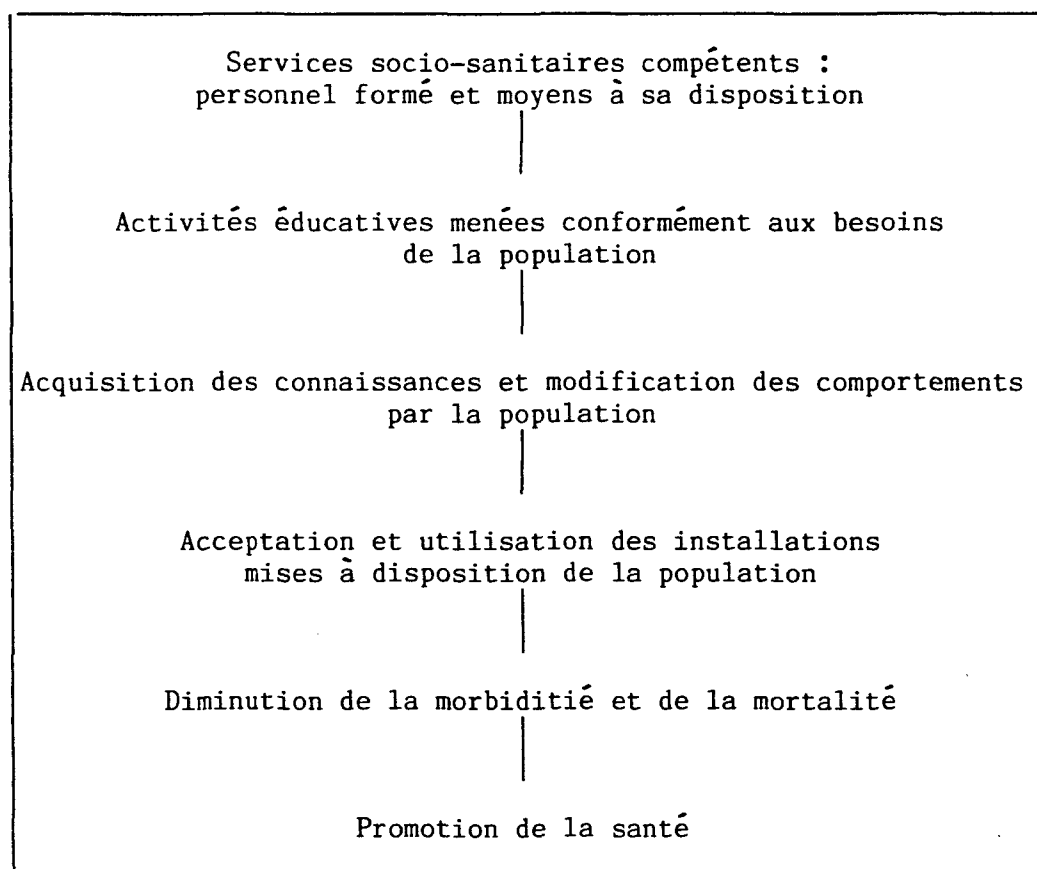 Services socio-sanitaires compétents :
personnel formé et moyens à sa disposition
Activités éducatives menées conformément aux besoins
de la population
Acquisition des connaissances et modification des comportements
par la population
Acceptation et utilisation des installations
mises à disposition de la population
Diminution de la morbiditié et de la mortalité
Promotion de la santé